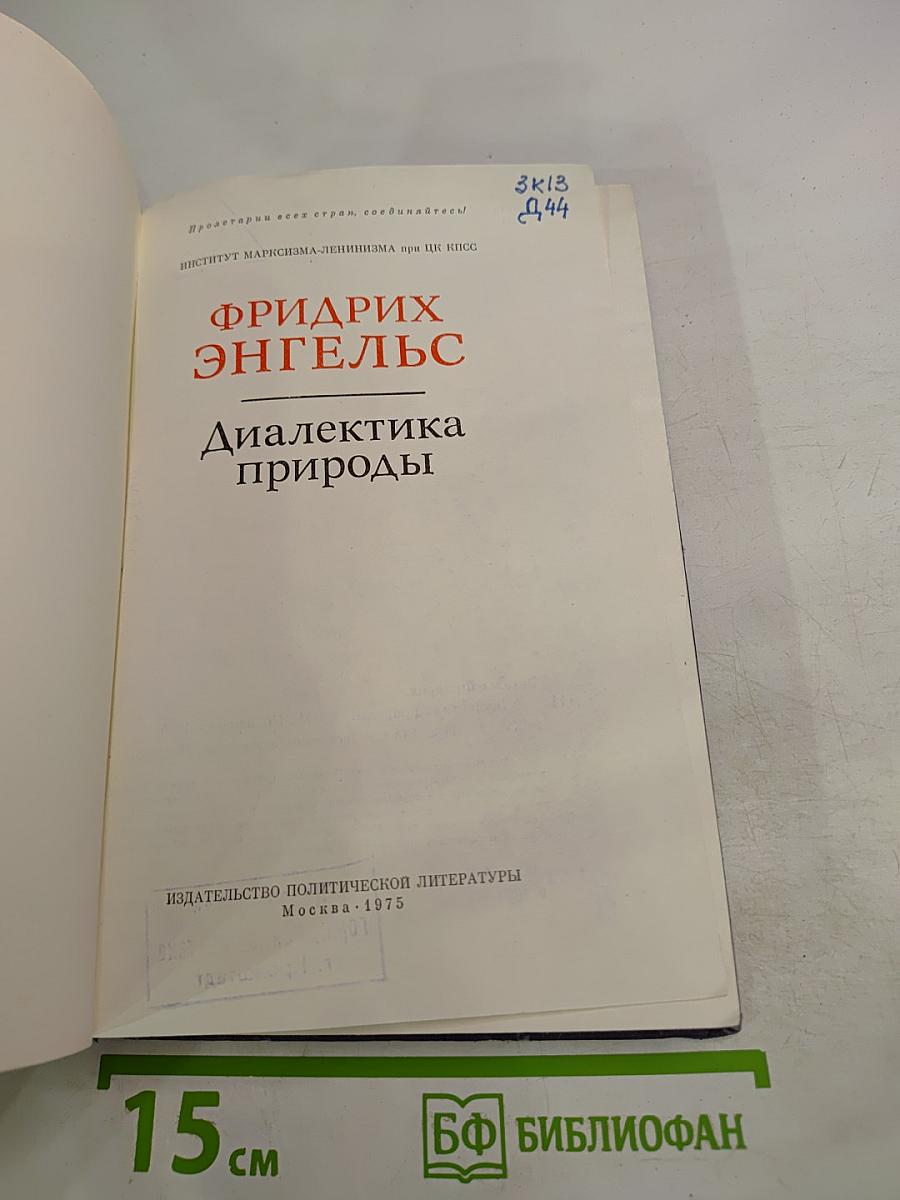 3К13
Д44
Пролетарии всех стран, соединяйтесь!
ИНСТИТУТ МАРКСИЗМА-ЛЕНИНИЗМА при ЦК КПСС
ФРИДРИХ
ЭНГЕЛЬС
Диалектика
природы
ИЗДАТЕЛЬСТВО ПОЛИТИЧЕСКОЙ ЛИТЕРАТУРЫ
Москва · 1975
15 см
БФ БИБЛИОФАН